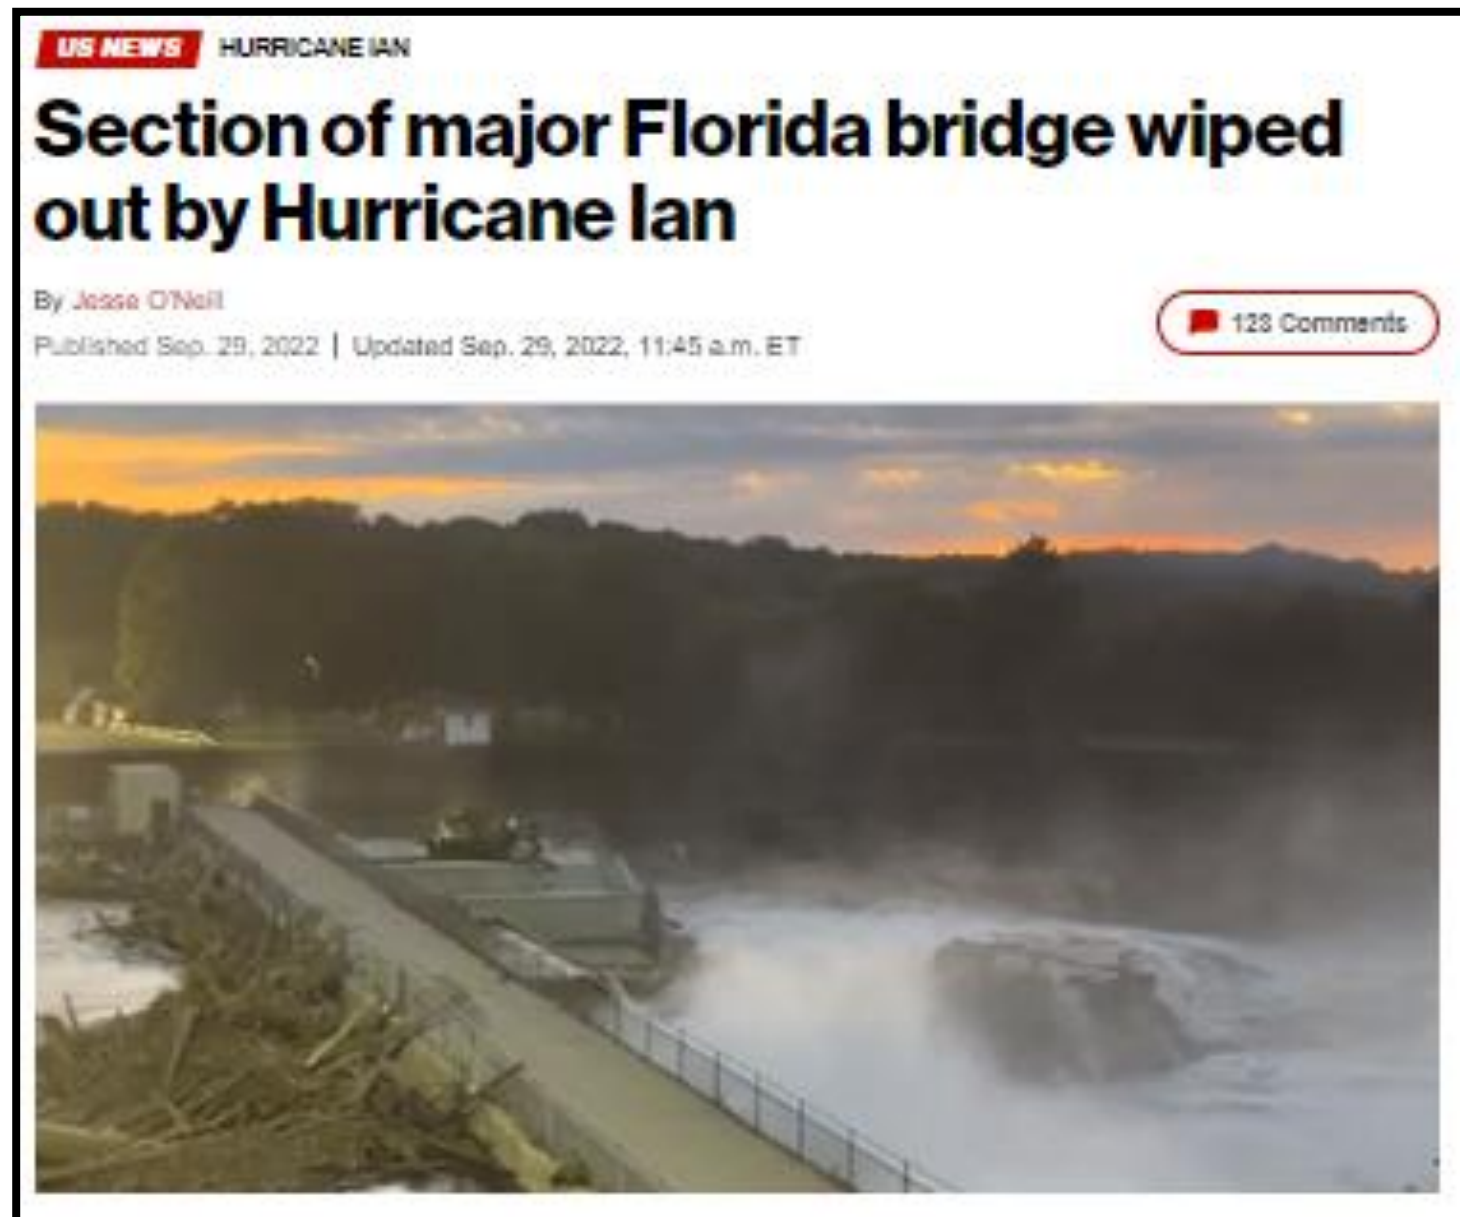 US NEWS HURRICANE IAN
Section of major Florida bridge wiped
out by Hurricane Ian
By Jesse O'Neill
Published Sep. 29, 2022 | Updated Sep. 29, 2022, 11:45 a.m. ET
123 Comments